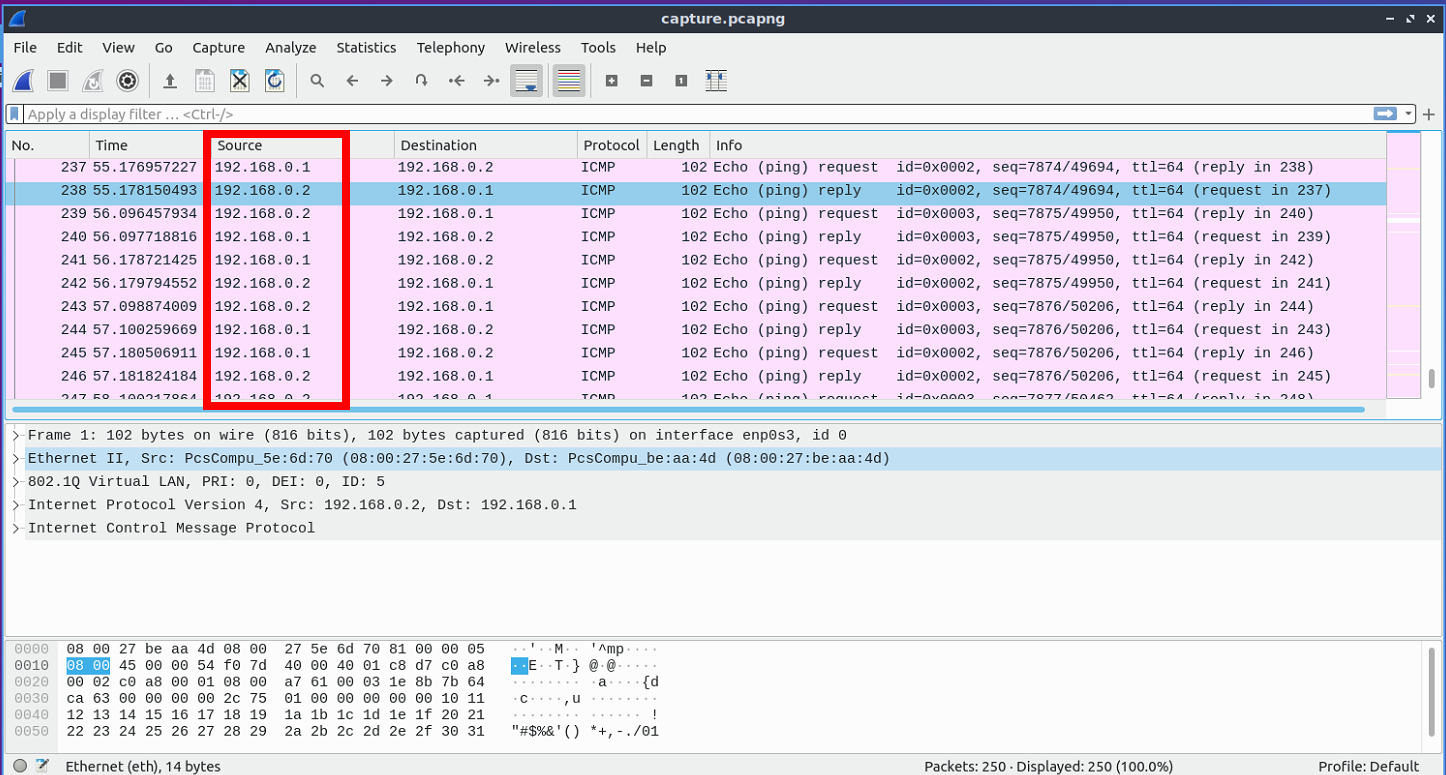 capture.pcapng
File Edit View Go Capture Analyze Statistics Telephony Wireless Tools Help
Apply a display filter … <Ctrl-/>
No. Time Source Destination Protocol Length Info
237 55.176957227 192.168.0.1 192.168.0.2 ICMP 102 Echo (ping) request id=0x0002, seq=7874/49694, ttl=64 (reply in 238)
238 55.178150493 192.168.0.2 192.168.0.1 ICMP 102 Echo (ping) reply id=0x0002, seq=7874/49694, ttl=64 (request in 237)
239 56.096457934 192.168.0.2 192.168.0.1 ICMP 102 Echo (ping) request id=0x0003, seq=7875/49950, ttl=64 (reply in 240)
240 56.097718816 192.168.0.1 192.168.0.2 ICMP 102 Echo (ping) reply id=0x0003, seq=7875/49950, ttl=64 (request in 239)
241 56.178721425 192.168.0.1 192.168.0.2 ICMP 102 Echo (ping) request id=0x0002, seq=7875/49950, ttl=64 (reply in 242)
242 56.179794552 192.168.0.2 192.168.0.1 ICMP 102 Echo (ping) reply id=0x0002, seq=7875/49950, ttl=64 (request in 241)
243 57.098874009 192.168.0.2 192.168.0.1 ICMP 102 Echo (ping) request id=0x0003, seq=7876/50206, ttl=64 (reply in 244)
244 57.100259669 192.168.0.1 192.168.0.2 ICMP 102 Echo (ping) reply id=0x0003, seq=7876/50206, ttl=64 (request in 243)
245 57.180506911 192.168.0.1 192.168.0.2 ICMP 102 Echo (ping) request id=0x0002, seq=7876/50206, ttl=64 (reply in 246)
246 57.181824184 192.168.0.2 192.168.0.1 ICMP 102 Echo (ping) reply id=0x0002, seq=7876/50206, ttl=64 (request in 245)
Frame 1: 102 bytes on wire (816 bits), 102 bytes captured (816 bits) on interface enp0s3, id 0
Ethernet II, Src: PcsCompu_5e:6d:70 (08:00:27:5e:6d:70), Dst: PcsCompu_be:aa:4d (08:00:27:be:aa:4d)
802.1Q Virtual LAN, PRI: 0, DEI: 0, ID: 5
Internet Protocol Version 4, Src: 192.168.0.2, Dst: 192.168.0.1
Internet Control Message Protocol
0000 08 00 27 be aa 4d 08 00 27 5e 6d 70 81 00 00 05 ··'··M·· '^mp····
0010 08 00 45 00 00 54 f0 7d 40 00 40 01 c8 d7 c0 a8 ··E··T·} @·@·····
0020 00 02 c0 a8 00 01 08 00 a7 61 00 03 1e 8b 7b 64 ········ ·a····{d
0030 ca 63 00 00 00 00 2c 75 01 00 00 00 00 00 10 11 ·c····,u ········
0040 12 13 14 15 16 17 18 19 1a 1b 1c 1d 1e 1f 20 21 ········ ······ !
0050 22 23 24 25 26 27 28 29 2a 2b 2c 2d 2e 2f 30 31 "#$%&'() *+,-./01
Ethernet (eth), 14 bytes Packets: 250 · Displayed: 250 (100.0%) Profile: Default